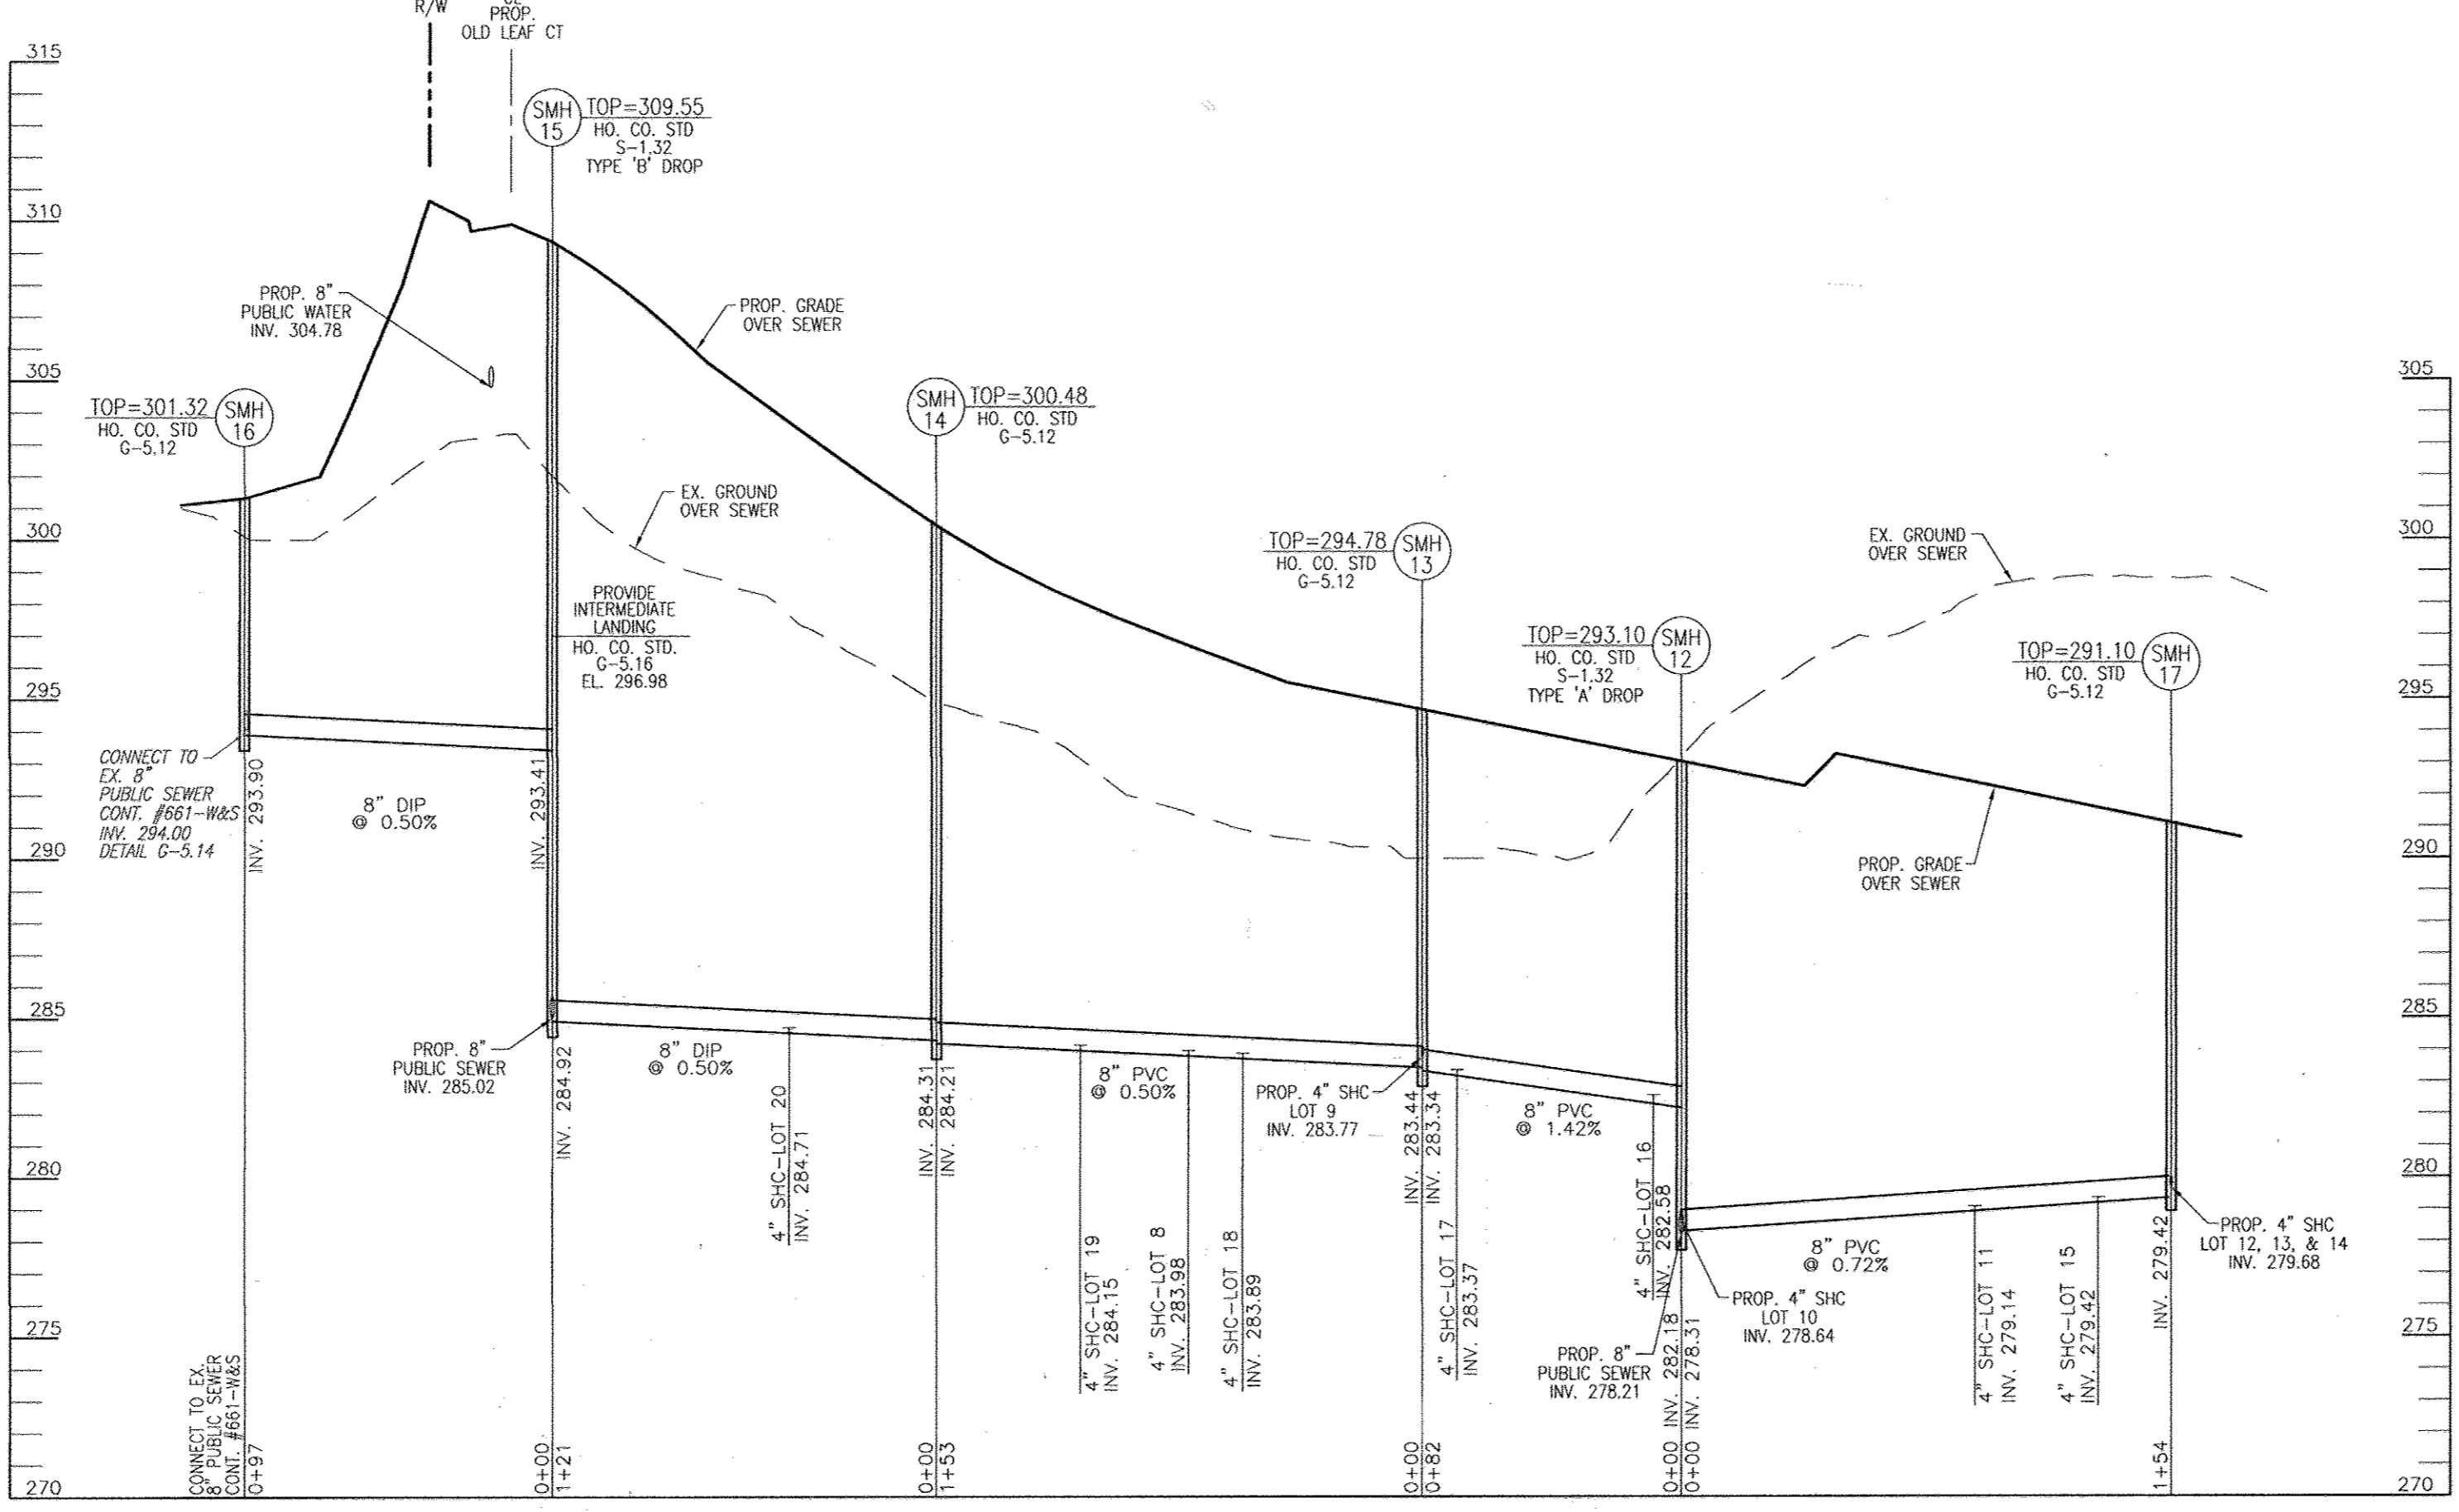 R/W
PROP.
OLD LEAF CT
315
310
305
300
295
290
285
280
275
270
SMH
15
TOP=309.55
HO. CO. STD
S-1.32
TYPE 'B' DROP
PROP. 8"
PUBLIC WATER
INV. 304.78
PROP. GRADE
OVER SEWER
TOP=301.32
HO. CO. STD
G-5.12
SMH
16
EX. GROUND
OVER SEWER
SMH
14
TOP=300.48
HO. CO. STD
G-5.12
PROVIDE
INTERMEDIATE
LANDING
HO. CO. STD.
G-5.16
EL. 296.98
TOP=294.78
HO. CO. STD
G-5.12
SMH
13
TOP=293.10
HO. CO. STD
S-1.32
TYPE 'A' DROP
SMH
12
EX. GROUND
OVER SEWER
TOP=291.10
HO. CO. STD
G-5.12
SMH
17
305
300
295
290
285
280
275
270
CONNECT TO
EX. 8"
PUBLIC SEWER
CONT. #661-W&S
INV. 294.00
DETAIL G-5.14
INV. 293.90
8" DIP
@ 0.50%
INV. 293.41
PROP. GRADE
OVER SEWER
PROP. 8"
PUBLIC SEWER
INV. 285.02
INV. 284.92
8" DIP
@ 0.50%
4" SHC-LOT 20
INV. 284.71
INV. 284.31
INV. 284.21
8" PVC
@ 0.50%
4" SHC-LOT 19
INV. 284.15
4" SHC-LOT 8
INV. 283.98
4" SHC-LOT 18
INV. 283.89
PROP. 4" SHC
LOT 9
INV. 283.77
INV. 283.44
INV. 283.34
4" SHC-LOT 17
INV. 283.37
8" PVC
@ 1.42%
4" SHC-LOT 16
INV. 282.58
PROP. 8"
PUBLIC SEWER
INV. 278.21
INV. 282.18
INV. 278.31
PROP. 4" SHC
LOT 10
INV. 278.64
8" PVC
@ 0.72%
4" SHC-LOT 11
INV. 279.14
4" SHC-LOT 15
INV. 279.42
INV. 279.42
PROP. 4" SHC
LOT 12, 13, & 14
INV. 279.68
CONNECT TO EX.
8" PUBLIC SEWER
CONT. #661-W&S
0+97
0+00
1+21
0+00
1+53
0+00
0+82
0+00
0+00
1+54